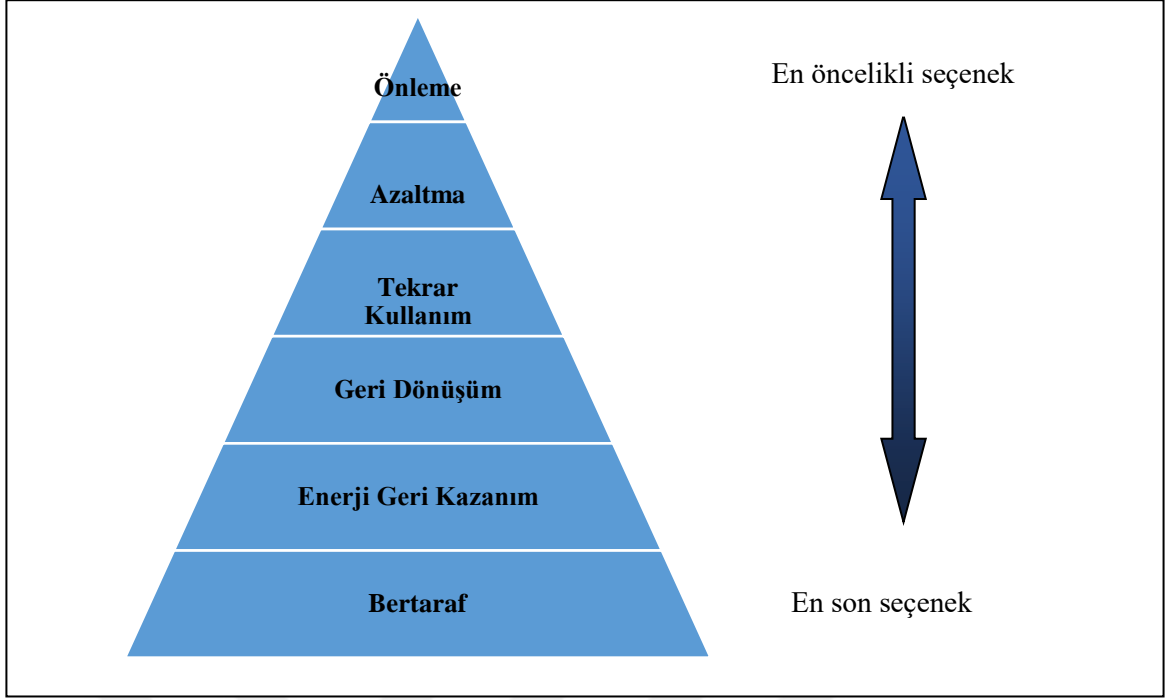 Önleme
En öncelikli seçenek
Azaltma
Tekrar
Kullanım
Geri Dönüşüm
Enerji Geri Kazanım
Bertaraf
En son seçenek